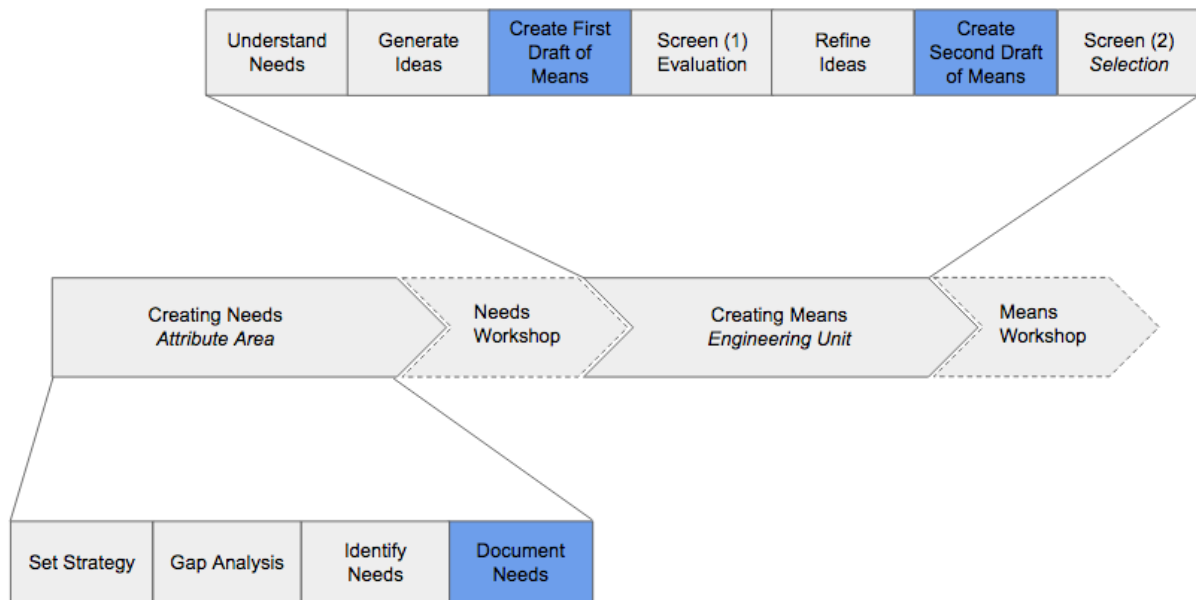 Understand
Needs
Generate
Ideas
Create First
Draft of
Means
Screen (1)
Evaluation
Refine
Ideas
Create
Second Draft
of Means
Screen (2)
Selection
Creating Needs
Attribute Area
Needs
Workshop
Creating Means
Engineering Unit
Means
Workshop
Set Strategy
Gap Analysis
Identify
Needs
Document
Needs